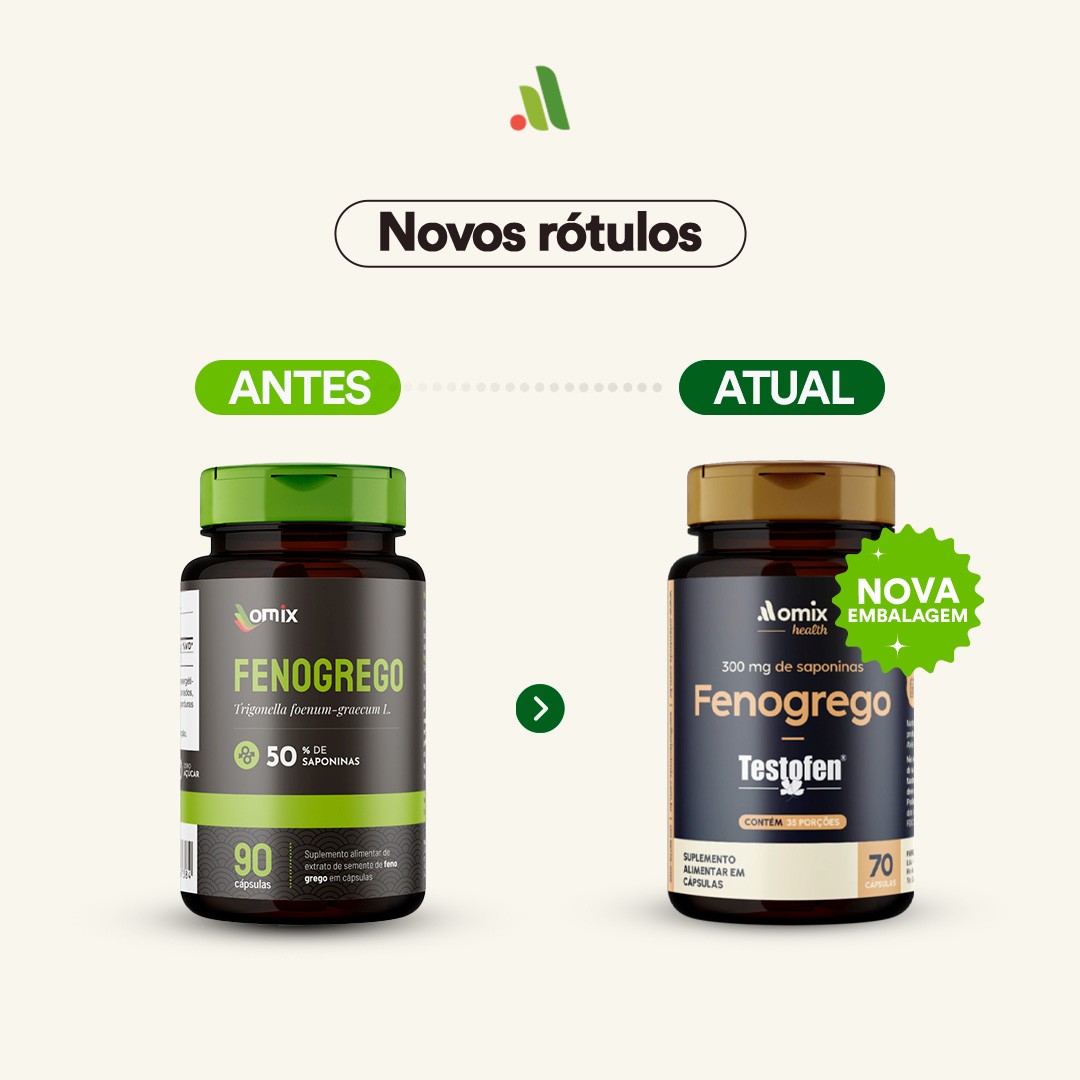 Novos rótulos
ANTES
ATUAL
omix
FENOGREGO
Trigonella foenum-graecum L.
50 % DE
SAPONINAS
AÇÚCAR
90
cápsulas
Suplemento alimentar de
extrato de semente de feno
grego em cápsulas
omix
health
300 mg de saponinas
Fenogrego
Testofen®
CONTÉM 35 PORÇÕES
SUPLEMENTO
ALIMENTAR EM
CÁPSULAS
70
CÁPSULAS
NOVA
EMBALAGEM